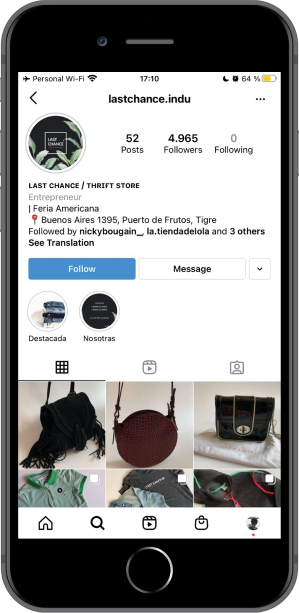 Personal Wi-Fi
17:10
64 %
lastchance.indu
...
LAST
CHANCE
52
4.965
0
Posts
Followers
Following
LAST CHANCE / THRIFT STORE
Entrepreneur
| Feria Americana
📍 Buenos Aires 1395, Puerto de Frutos, Tigre
Followed by nickybougain_, la.tiendadelola and 3 others
See Translation
Follow
Message
Destacada
Nosotras
LAST CHANCE